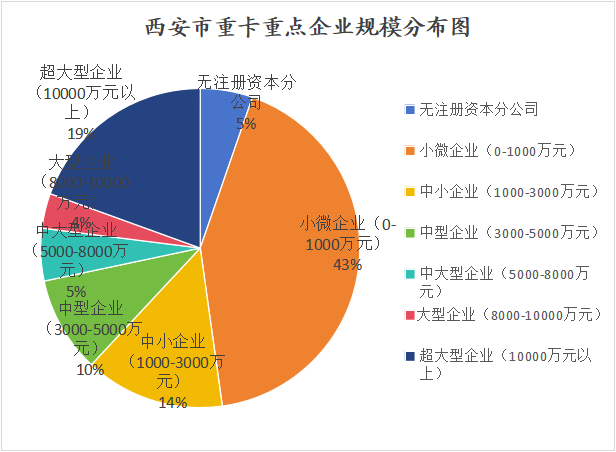 西安市重卡重点企业规模分布图
超大型企业
（10000万元以
上）
19%
无注册资本分
公司
5%
大型企业
（8000-10000
万元）
4%
中大型企业
（5000-8000万
元）
5%
中型企业
（3000-5000万
元）
10%
中小企业
（1000-3000万
元）
14%
小微企业（0-
1000万元）
43%
无注册资本分公司
小微企业（0-1000万元）
中小企业（1000-3000万元）
中型企业（3000-5000万元）
中大型企业（5000-8000万
元）
大型企业（8000-10000万元）
超大型企业（10000万元以
上）